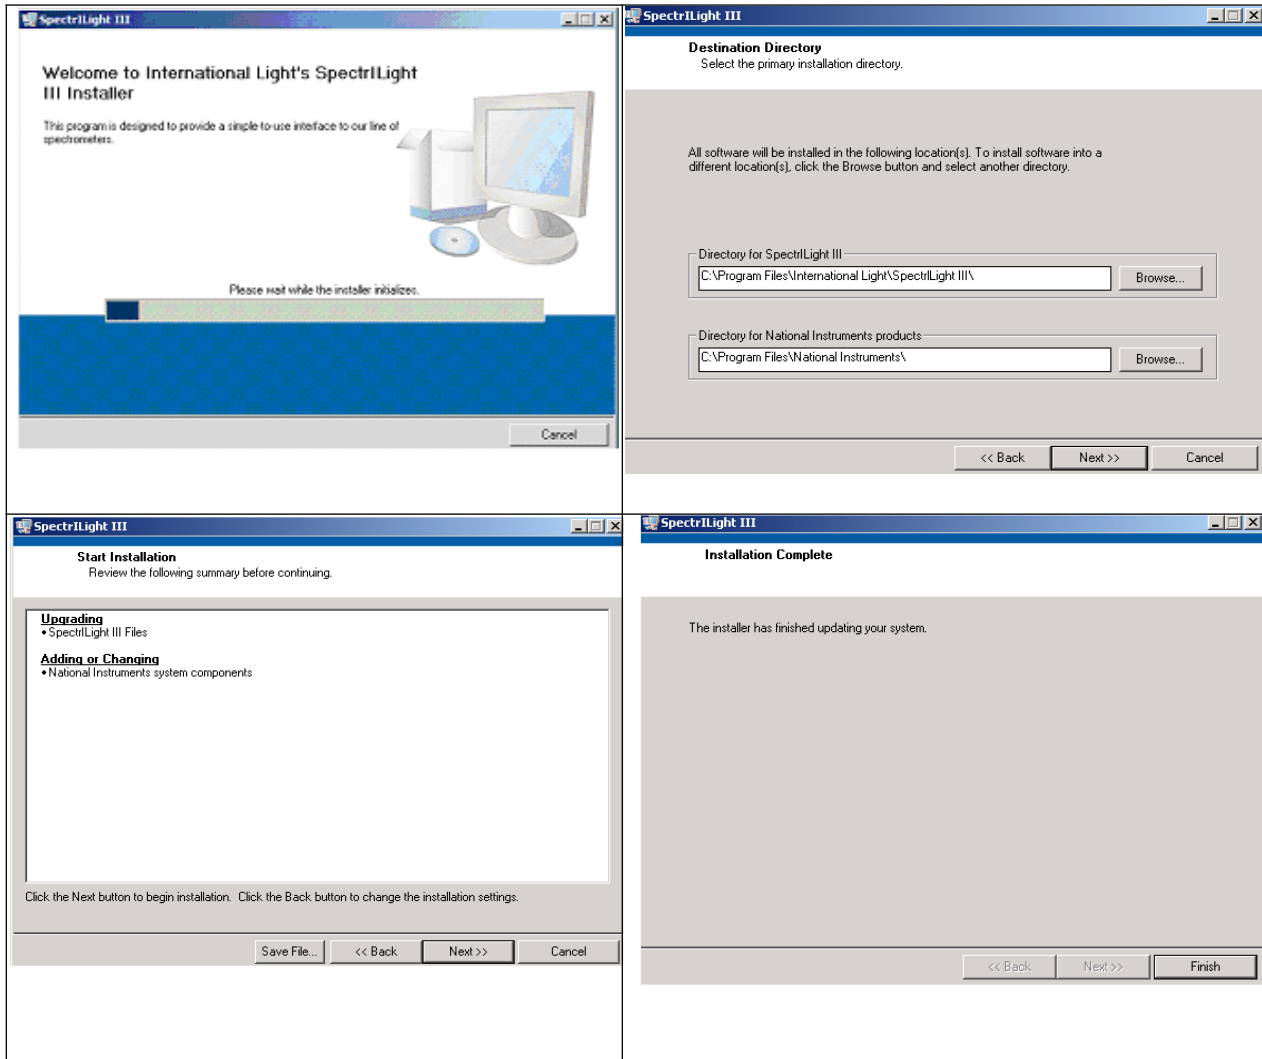 SpectrILight III
Welcome to International Light's SpectrILight
III Installer
This program is designed to provide a simple-to-use interface to our line of
spectrometers.
Please wait while the installer initializes.
Cancel
SpectrILight III
Destination Directory
Select the primary installation directory.
All software will be installed in the following location(s). To install software into a
different location(s), click the Browse button and select another directory.
Directory for SpectrILight III
C:\Program Files\International Light\SpectrILight III\
Browse...
Directory for National Instruments products
C:\Program Files\National Instruments\
Browse...
<< Back
Next >>
Cancel
SpectrILight III
Start Installation
Review the following summary before continuing.
Upgrading
• SpectrILight III Files
Adding or Changing
• National Instruments system components
Click the Next button to begin installation. Click the Back button to change the installation settings.
Save File...
<< Back
Next >>
Cancel
SpectrILight III
Installation Complete
The installer has finished updating your system.
<< Back
Next >>
Finish